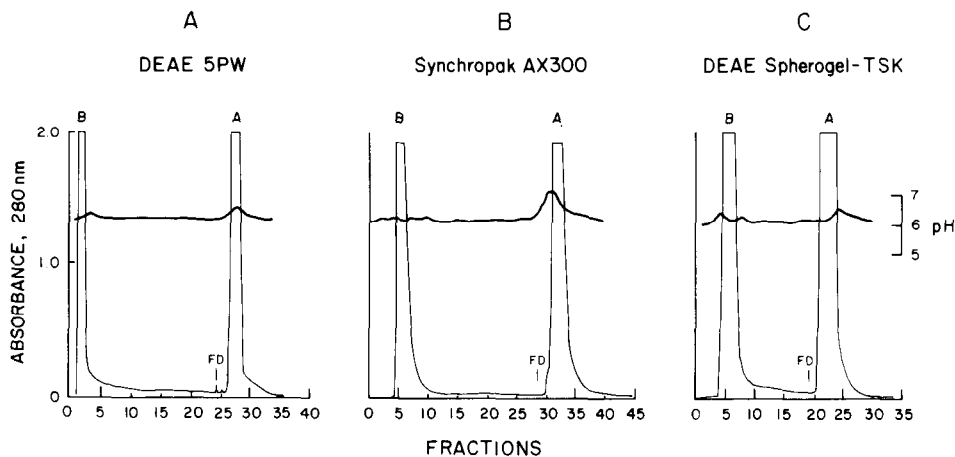 A
DEAE 5PW
B
Synchropak AX300
C
DEAE Spherogel-TSK
ABSORBANCE, 280 nm
2.0
1.0
0
B
A
FD
0 5 10 15 20 25 30 35 40
B
A
FD
0 5 10 15 20 25 30 35 40 45
B
A
FD
0 5 10 15 20 25 30 35
7
6
5
pH
FRACTIONS